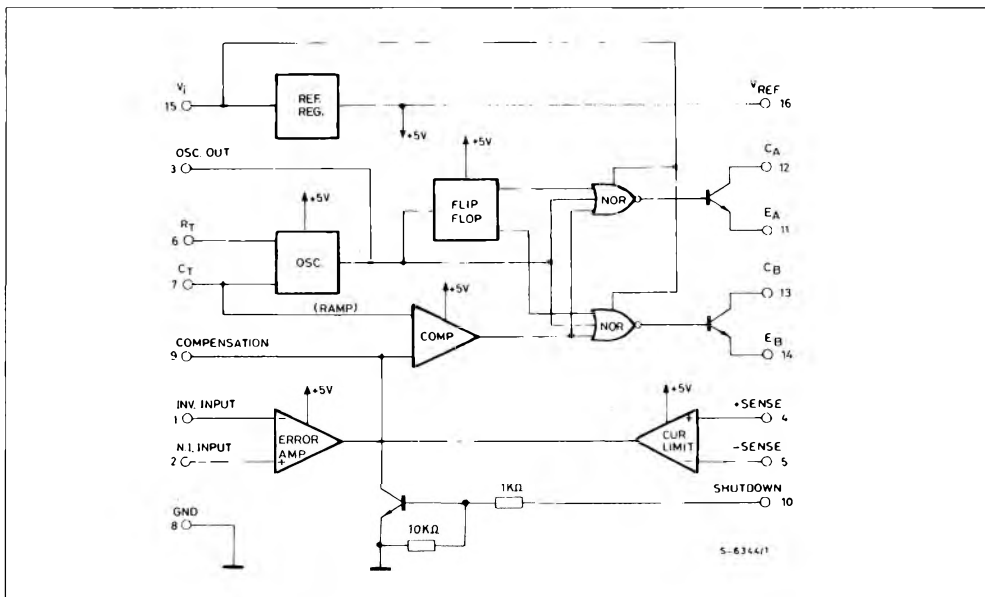 Vi
15
REF.
REG.
+5V
VREF
16
OSC. OUT
3
+5V
CA
12
FLIP
FLOP
NOR
EA
11
RT
6
+5V
OSC.
CT
7
(RAMP)
+5V
COMP
NOR
CB
13
EB
14
COMPENSATION
9
INV. INPUT
1
+5V
-
ERROR
AMP
+
N.I. INPUT
2
+5V
+SENSE
4
+
CUR
LIMIT
-
-SENSE
5
SHUTDOWN
10
1KΩ
10KΩ
GND
8
S-6344/1